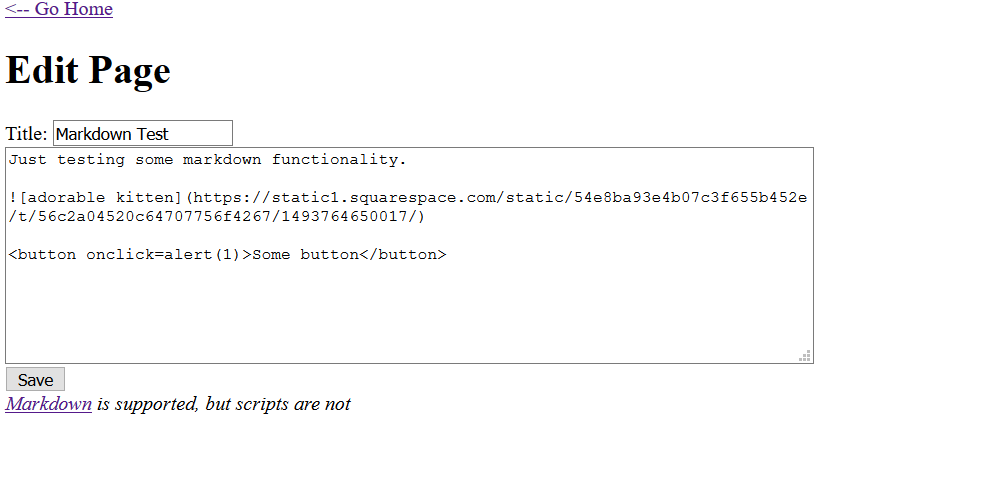 <-- Go Home
Edit Page
Title: Markdown Test
Just testing some markdown functionality.
![adorable kitten](https://static1.squarespace.com/static/54e8ba93e4b07c3f655b452e
/t/56c2a04520c64707756f4267/1493764650017/)
<button onclick=alert(1)>Some button</button>
Save
Markdown is supported, but scripts are not